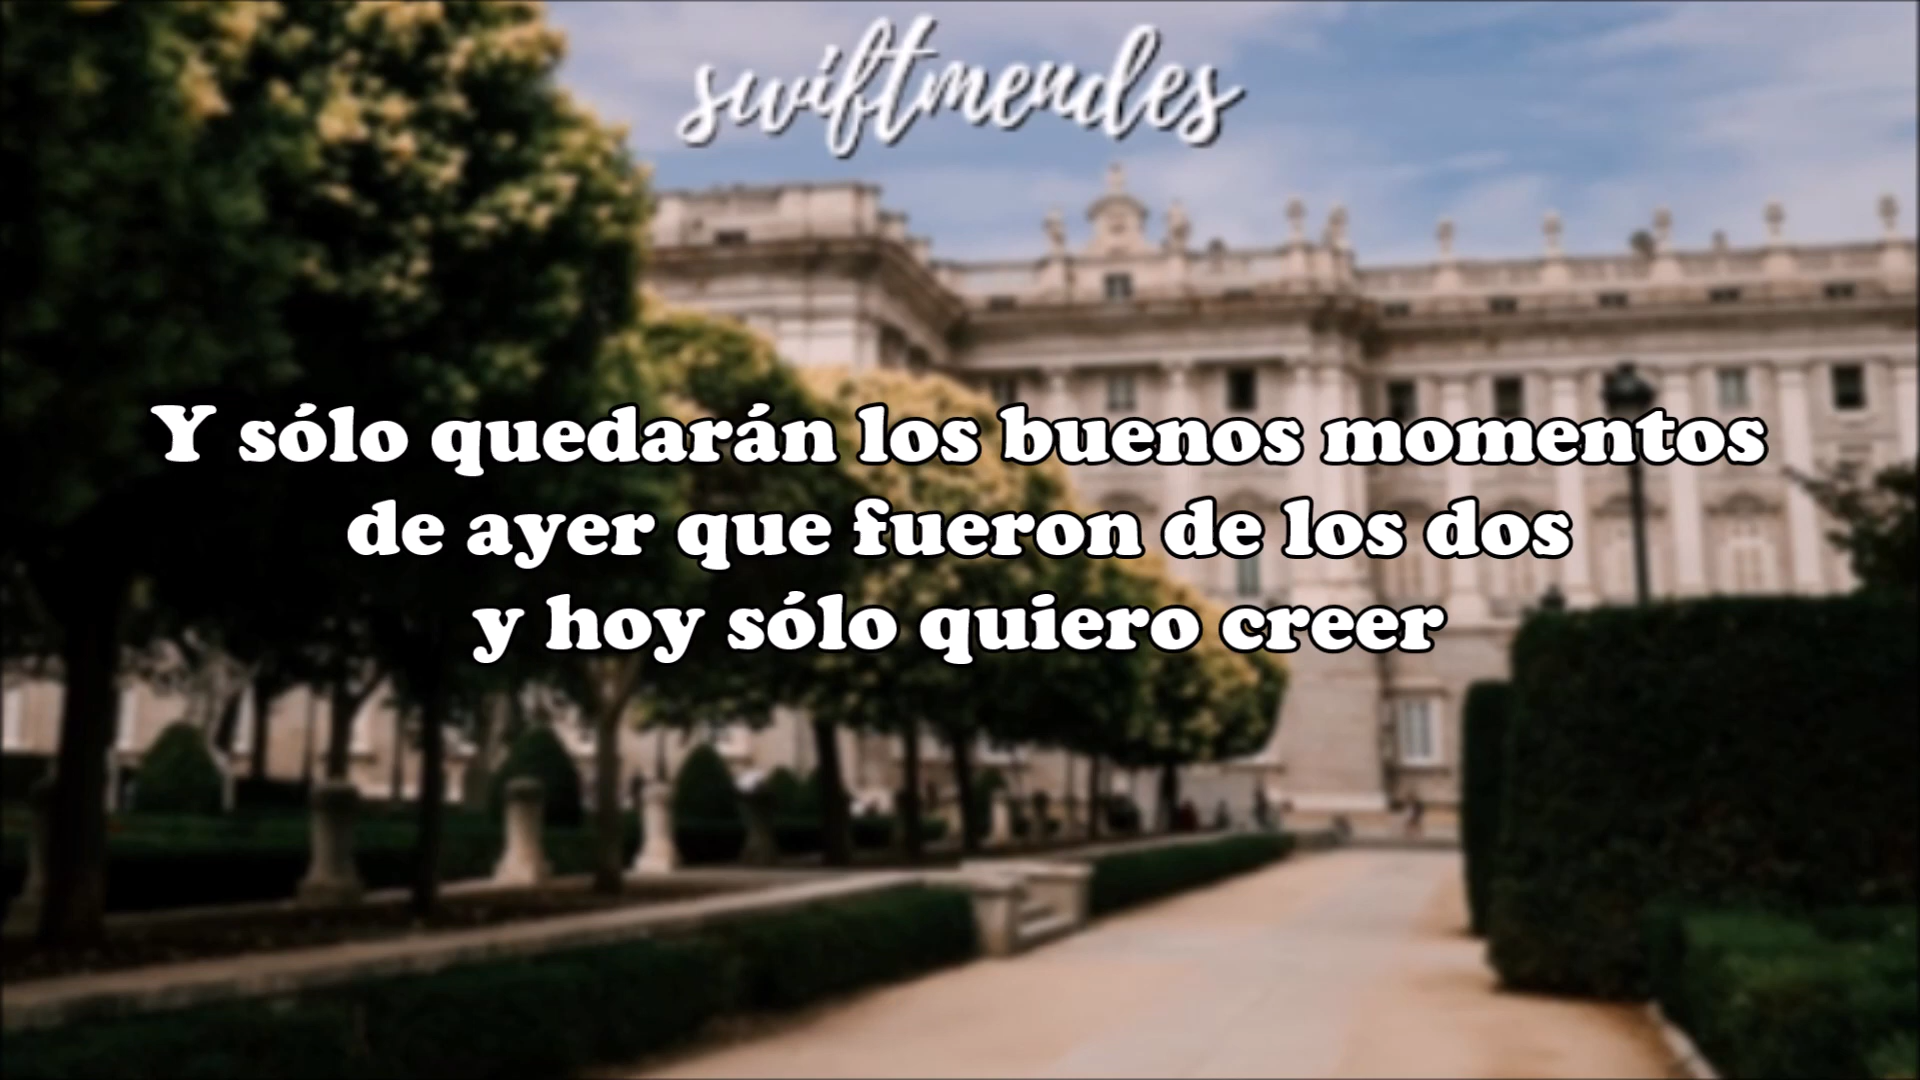 swiftmendes
Y sólo quedarán los buenos momentos
de ayer que fueron de los dos
y hoy sólo quiero creer